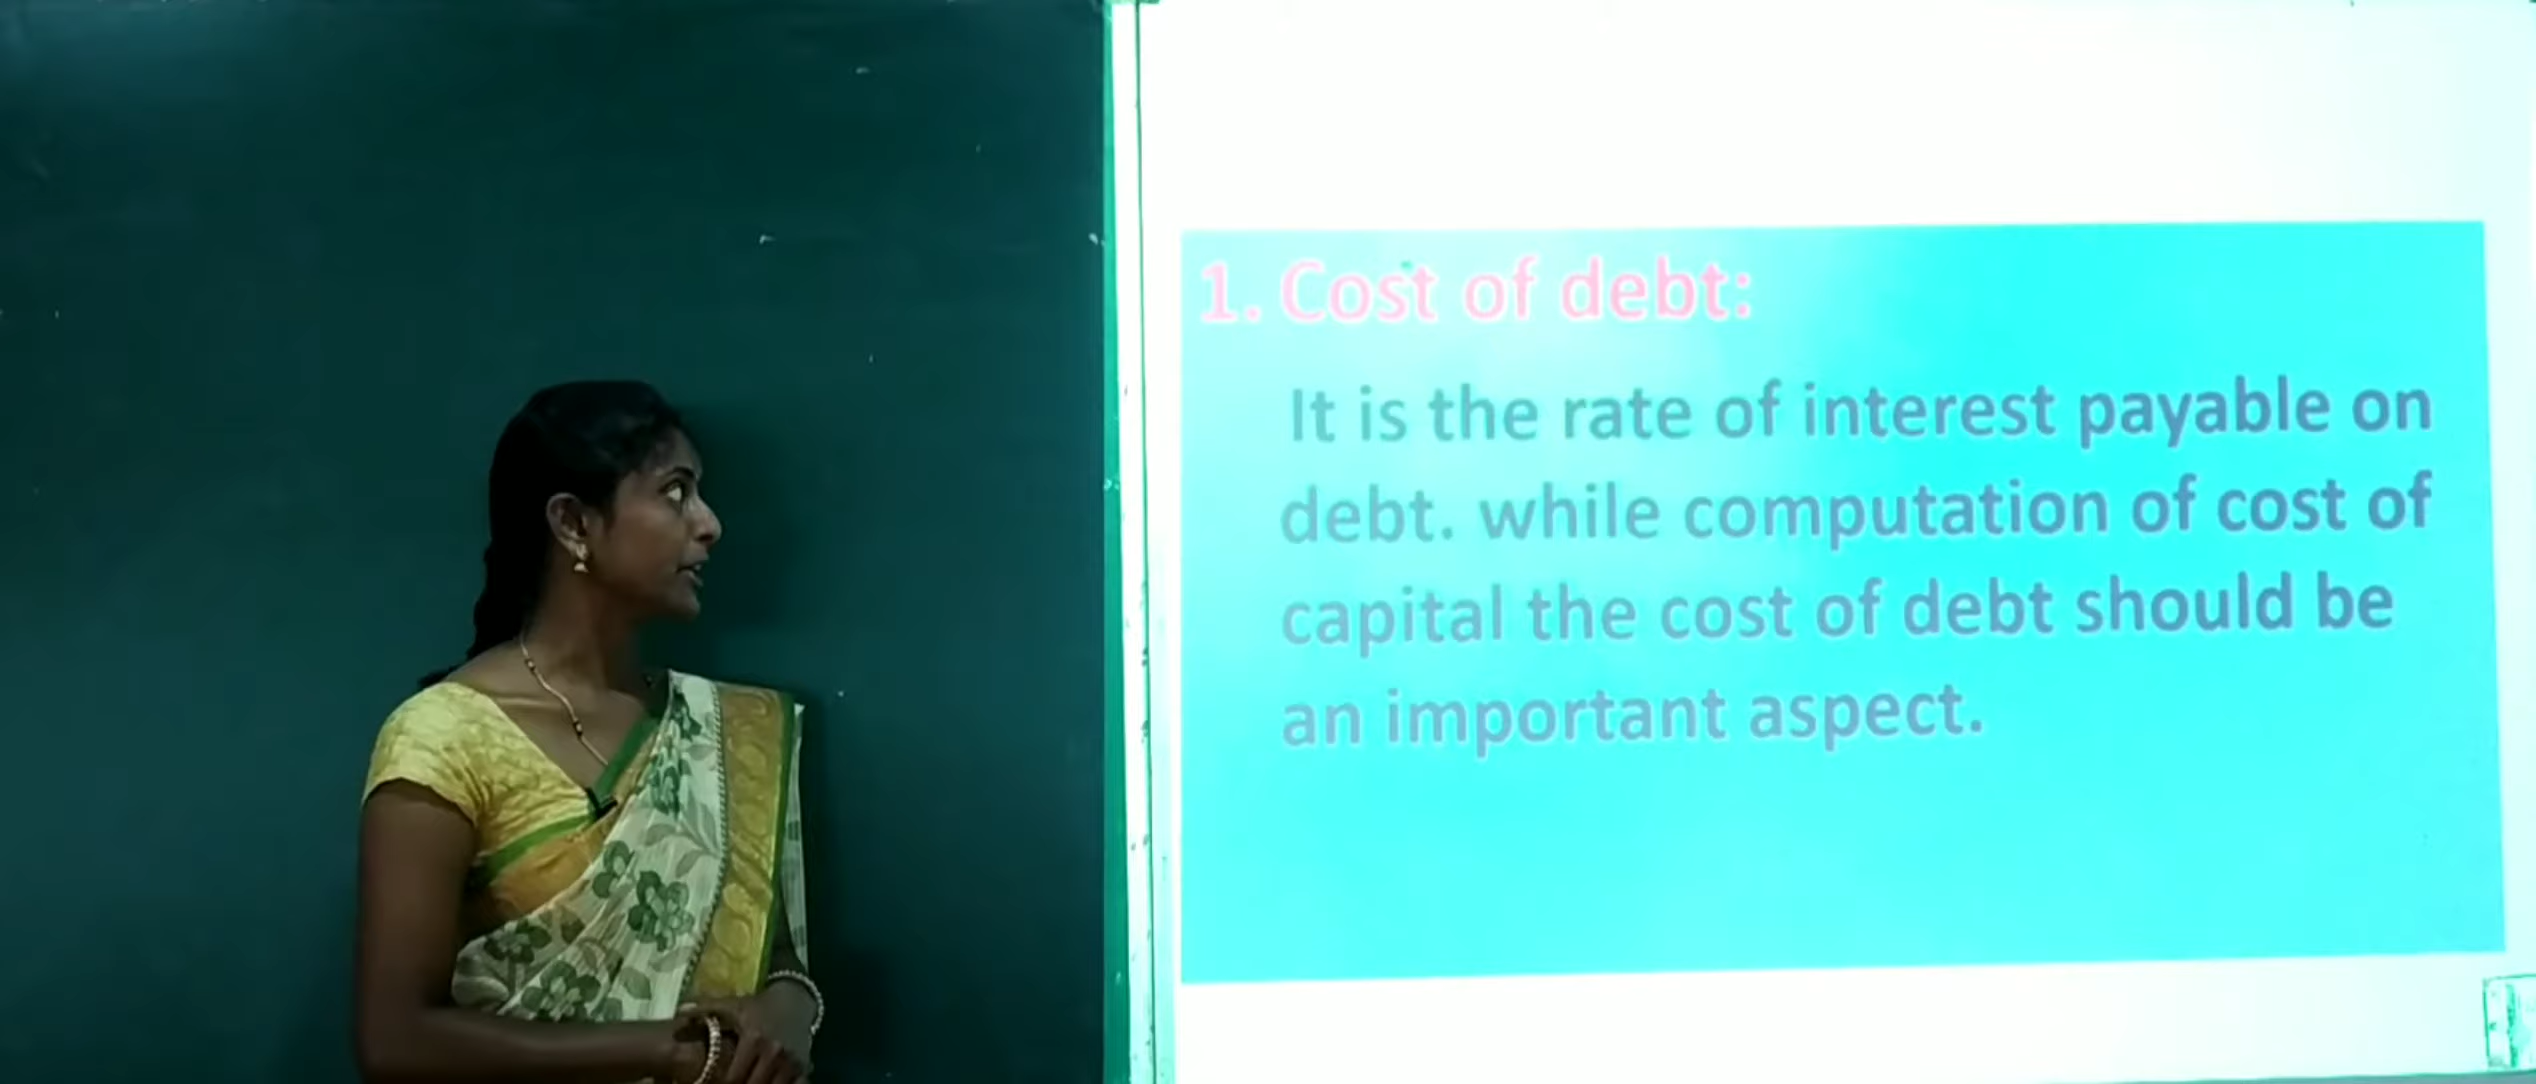 1. Cost of debt:
It is the rate of interest payable on
debt. while computation of cost of
capital the cost of debt should be
an important aspect.